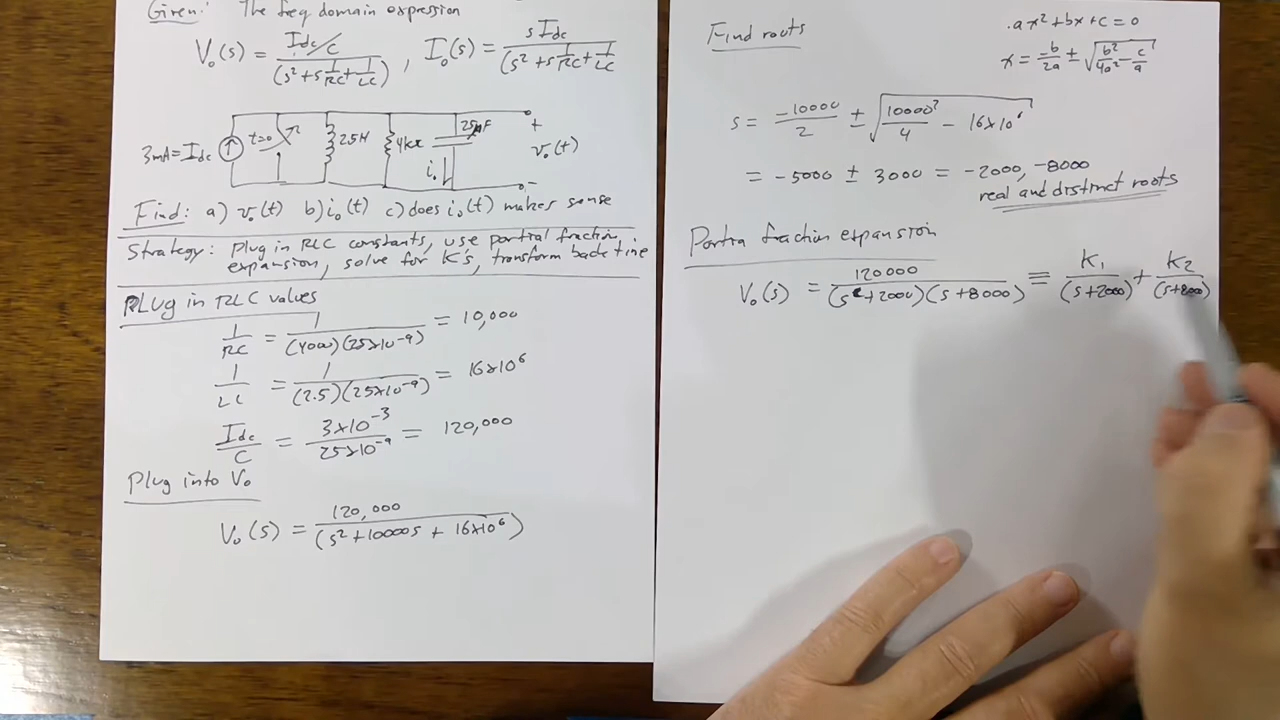 Given: The freq domain expression
V₀(s) = Idc/C / (s² + s 1/RC + 1/LC) , I₀(s) = s Idc / (s² + s 1/RC + 1/LC)
3mA = Idc t=0 2.5H 4kΩ 25nF i₀ + v₀(t) −
Find: a) v₀(t) b) i₀(t) c) does i₀(t) makes sense
Strategy: Plug in RLC constants, use partial fraction
expansion, solve for K's, transform back time
PLug in RLC values
1/RC = 1/(4000)(25×10⁻⁹) = 10,000
1/LC = 1/(2.5)(25×10⁻⁹) = 16×10⁶
Idc/C = 3×10⁻³/25×10⁻⁹ = 120,000
Plug into V₀
V₀(s) = 120,000 / (s² + 10000s + 16×10⁶)
Find roots
ax² + bx + c = 0
x = -b/2a ± √(b²/4a² − c/a)
s = -10000/2 ± √(10000²/4 − 16×10⁶)
= -5000 ± 3000 = -2000, -8000
real and distinct roots
Partia fraction expansion
V₀(s) = 120000 / (s+2000)(s+8000) = K₁/(s+2000) + K₂/(s+8000)